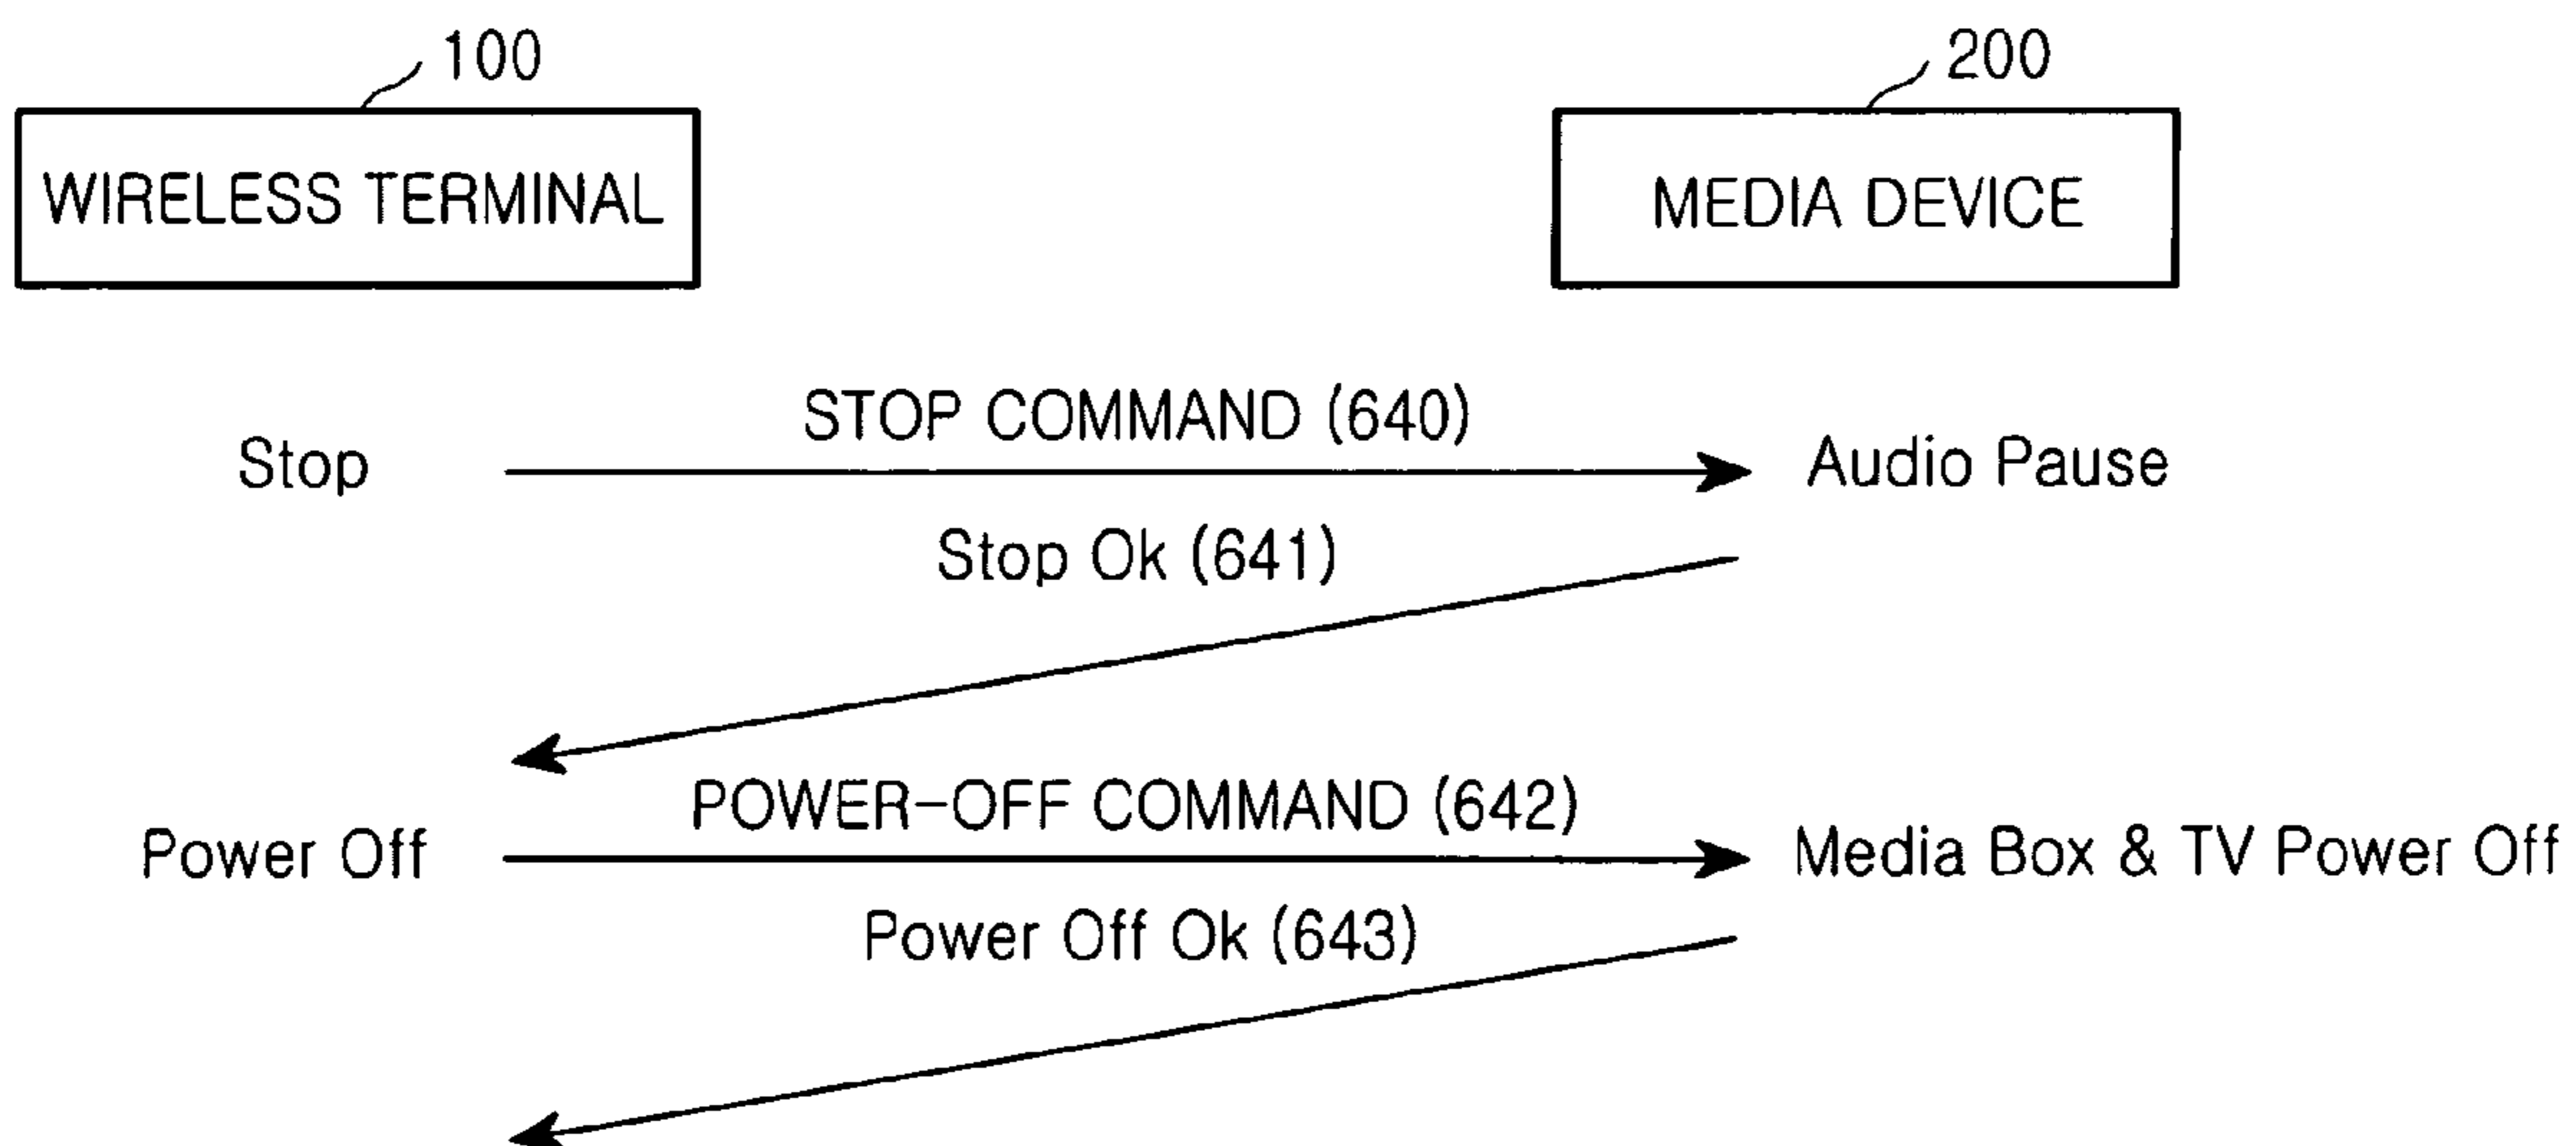 100
200
WIRELESS TERMINAL
MEDIA DEVICE
STOP COMMAND (640)
Stop
Audio Pause
Stop Ok (641)
POWER-OFF COMMAND (642)
Power Off
Media Box & TV Power Off
Power Off Ok (643)